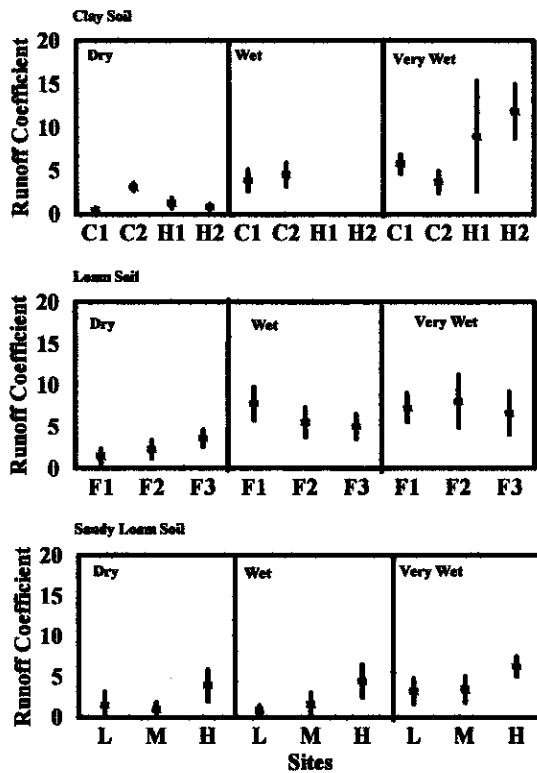 Clay Soil
20 Dry Wet Very Wet
15
10
5
0
Runoff Coefficient
C1 C2 H1 H2 C1 C2 H1 H2 C1 C2 H1 H2
Loam Soil
20 Dry Wet Very Wet
15
10
5
0
Runoff Coefficient
F1 F2 F3 F1 F2 F3 F1 F2 F3
Sandy Loam Soil
20 Dry Wet Very Wet
15
10
5
0
Runoff Coefficient
L M H L M H L M H
Sites